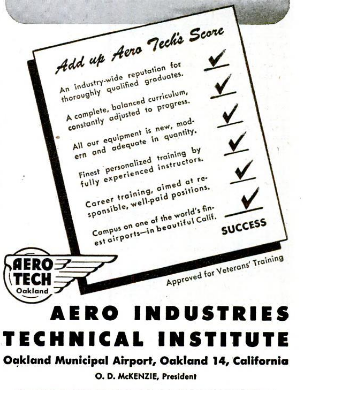 Add up Aero Tech's Score
An industry-wide reputation for
thoroughly qualified graduates.
A complete, balanced curriculum,
constantly adjusted to progress.
All our equipment is new, mod-
ern and adequate in quantity.
Finest personalized training by
fully experienced instructors.
Career training, aimed at re-
sponsible, well-paid positions.
Campus on one of the world's fin-
est airports—in beautiful Calif.
SUCCESS
AERO
TECH
Oakland
Approved for Veterans' Training
AERO INDUSTRIES
TECHNICAL INSTITUTE
Oakland Municipal Airport, Oakland 14, California
O. D. McKENZIE, President